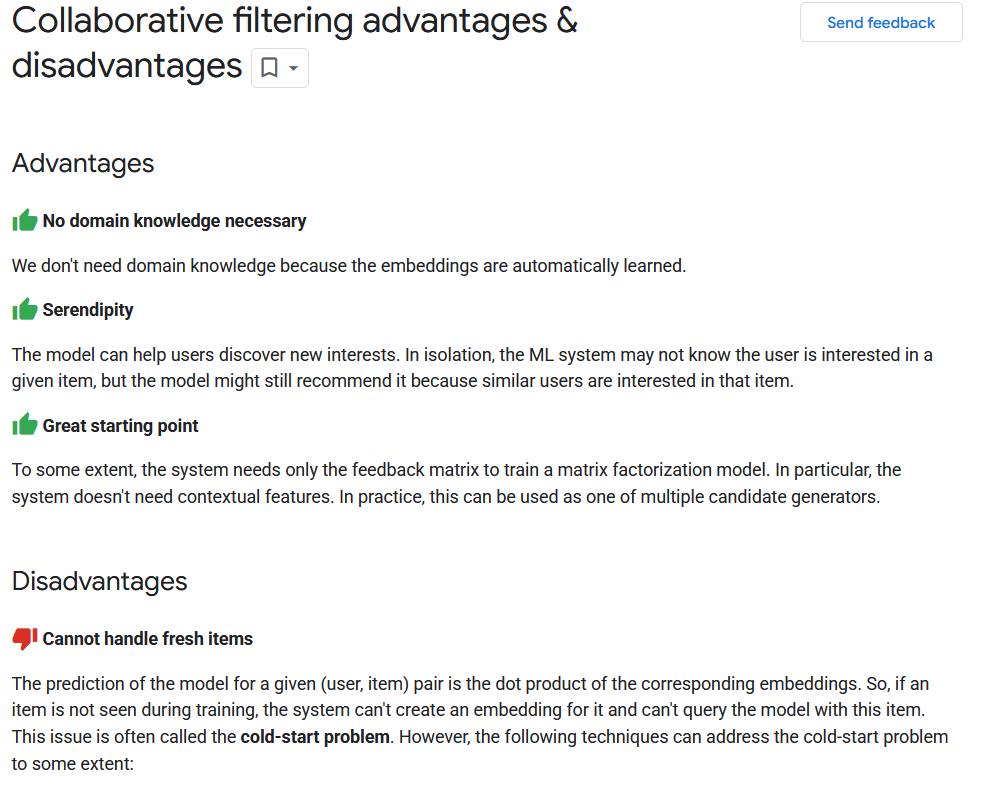 Collaborative filtering advantages &
disadvantages
Send feedback
Advantages
No domain knowledge necessary
We don't need domain knowledge because the embeddings are automatically learned.
Serendipity
The model can help users discover new interests. In isolation, the ML system may not know the user is interested in a
given item, but the model might still recommend it because similar users are interested in that item.
Great starting point
To some extent, the system needs only the feedback matrix to train a matrix factorization model. In particular, the
system doesn't need contextual features. In practice, this can be used as one of multiple candidate generators.
Disadvantages
Cannot handle fresh items
The prediction of the model for a given (user, item) pair is the dot product of the corresponding embeddings. So, if an
item is not seen during training, the system can't create an embedding for it and can't query the model with this item.
This issue is often called the cold-start problem. However, the following techniques can address the cold-start problem
to some extent: